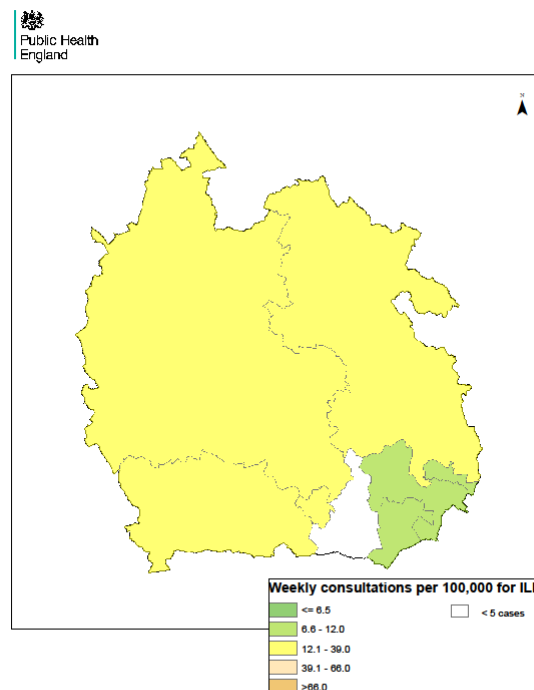 Public Health
England
N
Weekly consultations per 100,000 for ILI
<= 6.5
< 5 cases
6.6 - 12.0
12.1 - 39.0
39.1 - 66.0
>66.0